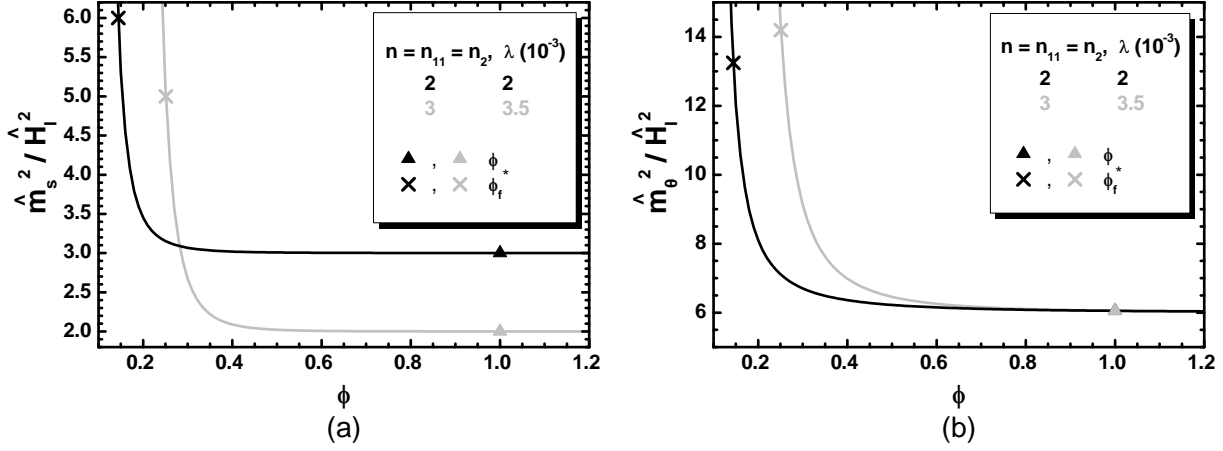 6.0
5.5
5.0
4.5
4.0
3.5
3.0
2.5
2.0
m̂s² / ĤI²
n = n11 = n2, λ (10⁻³)
2 2
3 3.5
▲ , ▲ ϕ*
× , × ϕf
0.2 0.4 0.6 0.8 1.0 1.2
ϕ
(a)
14
12
10
8
6
m̂θ² / ĤI²
n = n11 = n2, λ (10⁻³)
2 2
3 3.5
▲ , ▲ ϕ*
× , × ϕf
0.2 0.4 0.6 0.8 1.0 1.2
ϕ
(b)